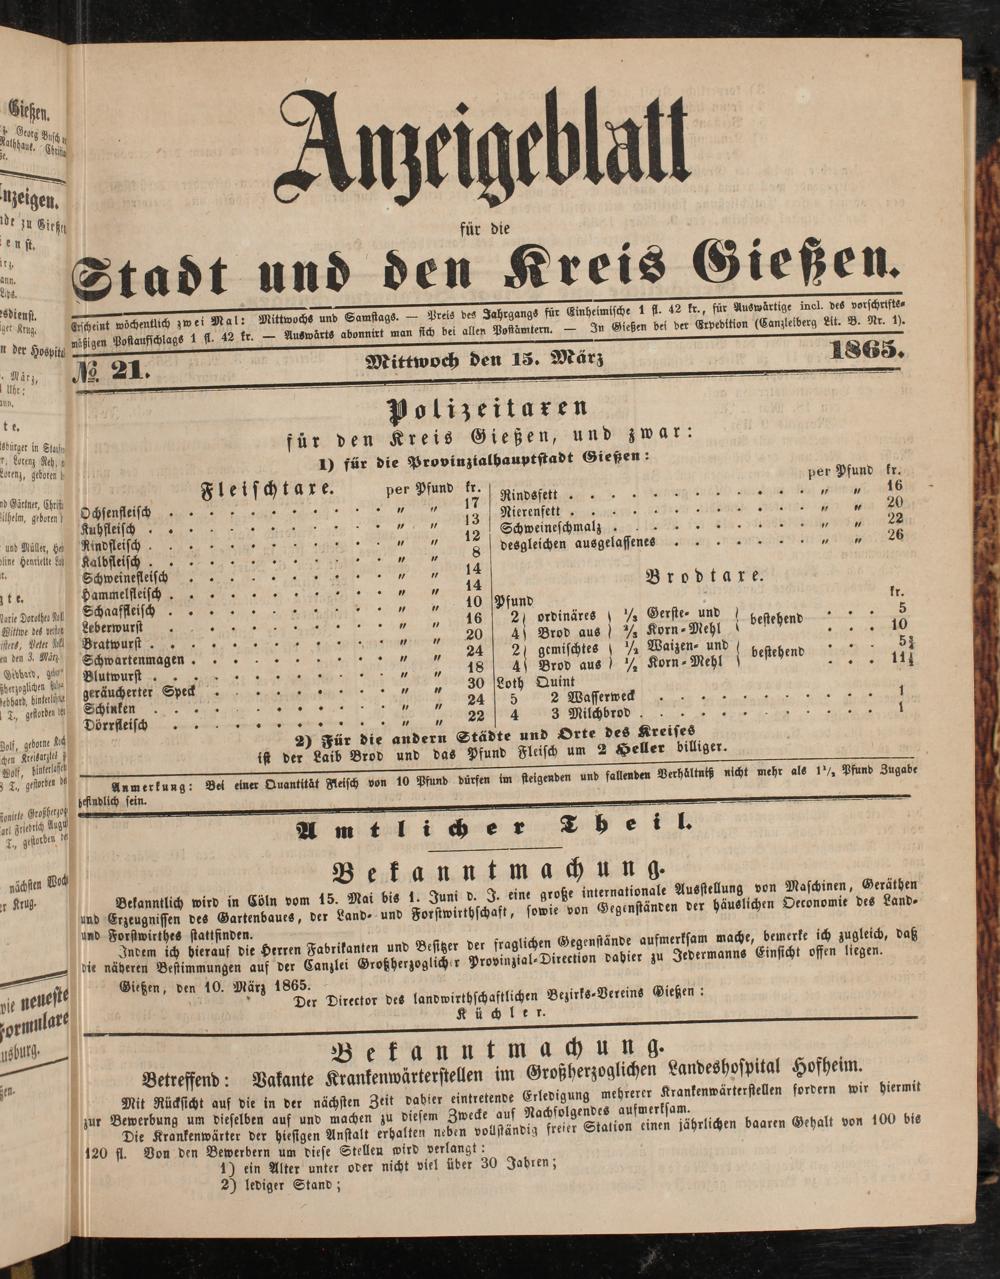 Gießen.
Anzeigen.
Anzeigeblatt
für die
Stadt und den Kreis Gießen.
Erscheint wöchentlich zwei Mal: Mittwochs und Samstags. — Preis des Jahrgangs für Einheimische 1 fl. 42 kr., für Auswärtige incl. des vorschrifts-
mäßigen Postaufschlags 1 fl. 42 kr. — Auswärts abonnirt man sich bei allen Postämtern. — In Gießen bei der Expedition (Canzleiberg Lit. B. Nr. 1).
No. 21. Mittwoch den 15. März 1865.
Polizeitaxen
für den Kreis Gießen, und zwar:
1) für die Provinzialhauptstadt Gießen:
Fleischtaxe. per Pfund kr.
Ochsenfleisch . . . " " 17
Kuhfleisch . . . " " 13
Rindfleisch . . . " " 12
Kalbfleisch . . . " " 8
Schweinefleisch . . . " " 14
Hammelfleisch . . . " " 14
Schaaffleisch . . . " " 10
Leberwurst . . . " " 16
Bratwurst . . . " " 20
Schwartenmagen . . . " " 24
Blutwurst . . . " " 18
geräucherter Speck . . . " " 30
Schinken . . . " " 24
Dörrfleisch . . . " " 22
per Pfund kr.
Rindsfett . . . " " 16
Nierenfett . . . " " 20
Schweineschmalz . . . " " 22
desgleichen ausgelassenes . . . " " 26
Brodtaxe.
kr.
Pfund
2) ordinäres ( 1/3 Gerste- und ) bestehend . . . 5
4) Brod aus ( 2/3 Korn-Mehl ) . . . 10
2) gemischtes ( 1/2 Waizen- und ) bestehend . . . 5¾
4) Brod aus ( 1/2 Korn-Mehl ) . . . 11½
Loth Quint
5 2 Wasserweck . . . 1
4 3 Milchbrod . . . 1
2) Für die andern Städte und Orte des Kreises
ist der Laib Brod und das Pfund Fleisch um 2 Heller billiger.
Anmerkung: Bei einer Quantität Fleisch von 10 Pfund dürfen im steigenden und fallenden Verhältniß nicht mehr als 1½ Pfund Zugabe
befindlich sein.
Amtlicher Theil.
Bekanntmachung.
Bekanntlich wird in Cöln vom 15. Mai bis 1. Juni d. J. eine große internationale Ausstellung von Maschinen, Geräthen
und Erzeugnissen des Gartenbaues, der Land- und Forstwirthschaft, sowie von Gegenständen der häuslichen Oeconomie des Land-
und Forstwirthes stattfinden.
Indem ich hierauf die Herren Fabrikanten und Besitzer der fraglichen Gegenstände aufmerksam mache, bemerke ich zugleich, daß
die näheren Bestimmungen auf der Canzlei Großherzoglicher Provinzial-Direction dahier zu Jedermanns Einsicht offen liegen.
Gießen, den 10. März 1865.
Der Director des landwirthschaftlichen Bezirks-Vereins Gießen:
Küchler.
Bekanntmachung.
Betreffend: Vakante Krankenwärterstellen im Großherzoglichen Landeshospital Hofheim.
Mit Rücksicht auf die in der nächsten Zeit dahier eintretende Erledigung mehrerer Krankenwärterstellen fordern wir hiermit
zur Bewerbung um dieselben auf und machen zu diesem Zwecke auf Nachfolgendes aufmerksam.
Die Krankenwärter der hiesigen Anstalt erhalten neben vollständig freier Station einen jährlichen baaren Gehalt von 100 bis
120 fl. Von den Bewerbern um diese Stellen wird verlangt:
1) ein Alter unter oder nicht viel über 30 Jahren;
2) lediger Stand;